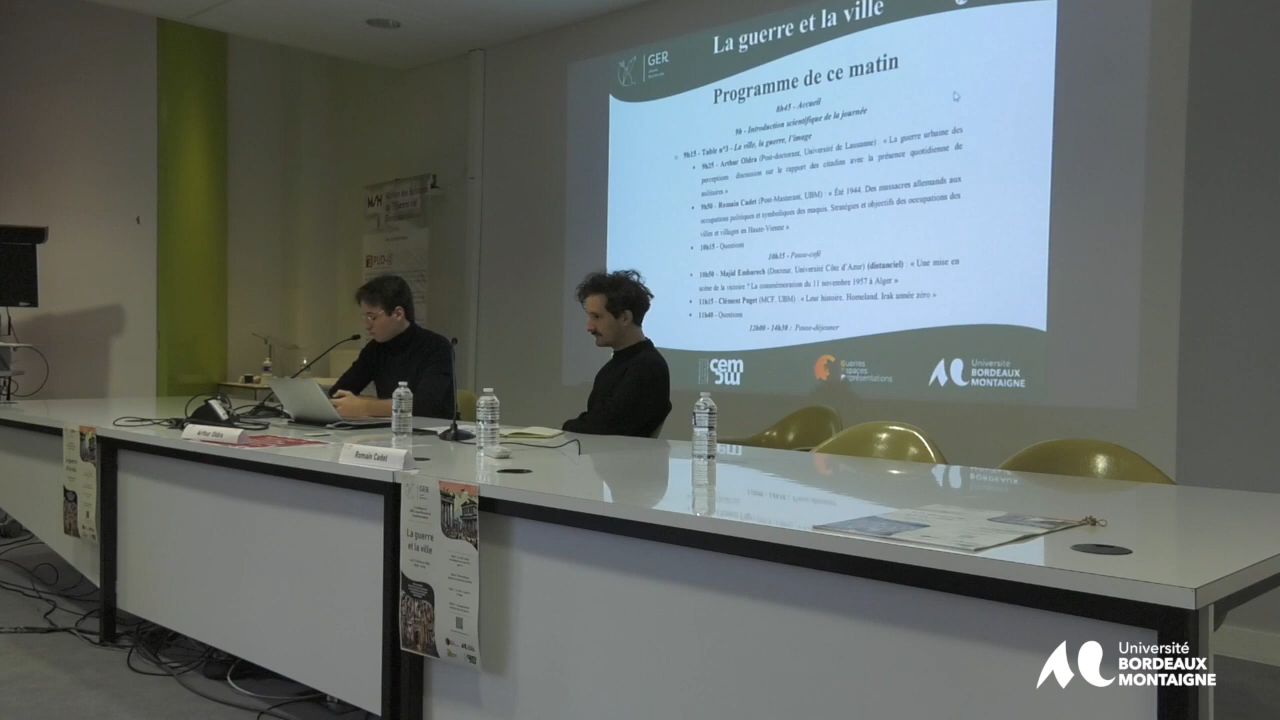 La guerre et la ville
GER
Programme de ce matin
8h45 - Accueil
9h - Introduction scientifique de la journée
9h15 - Table n°3 - La ville, la guerre, l'image
9h25 - Arthur Oldra (Post-doctorant, Université de Lausanne) : « La guerre urbaine des
perceptions : discussion sur le rapport des citadins avec la présence quotidienne de
militaires »
9h50 - Romain Cadet (Post-Masterant, UBM) : « Été 1944. Des massacres allemands aux
occupations politiques et symboliques des maquis. Stratégies et objectifs des occupations des
villes et villages en Haute-Vienne »
10h15 - Questions
10h35 - Pause-café
10h50 - Majid Embarech (Docteur, Université Côte d'Azur) (distanciel) : « Une mise en
scène de la victoire ? La commémoration du 11 novembre 1957 à Alger »
11h15 - Clément Puget (MCF, UBM) : « Leur histoire. Homeland, Irak année zéro »
11h40 - Questions
12h00 - 14h30 : Pause-déjeuner
cem
Guerres
Espaces
Représentations
Université
BORDEAUX
MONTAIGNE
Arthur Oldra
Romain Cadet
GER
La guerre
et la ville
Université
BORDEAUX
MONTAIGNE